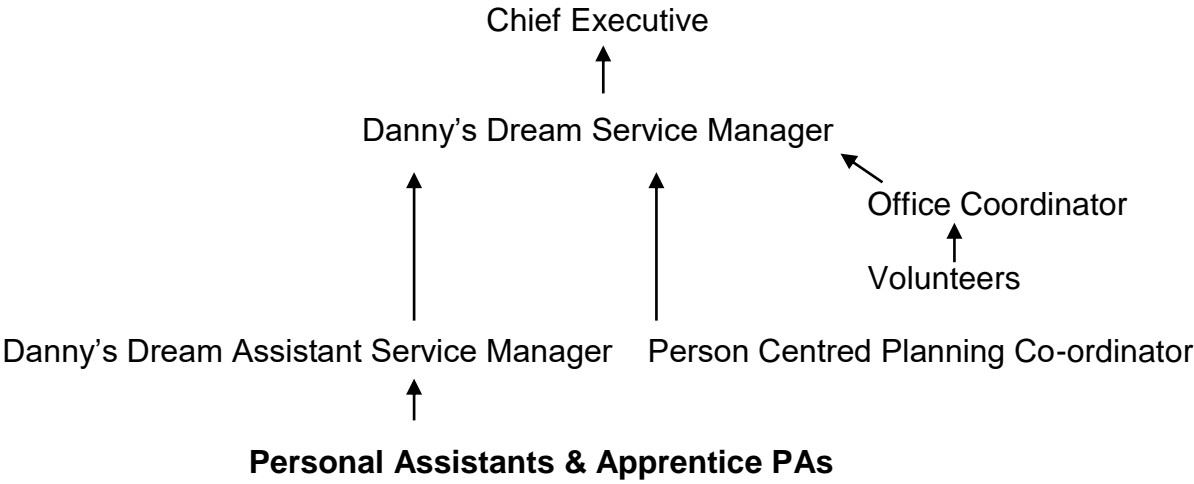 Chief Executive
Danny’s Dream Service Manager
Office Coordinator
Volunteers
Danny’s Dream Assistant Service Manager Person Centred Planning Co-ordinator
Personal Assistants & Apprentice PAs